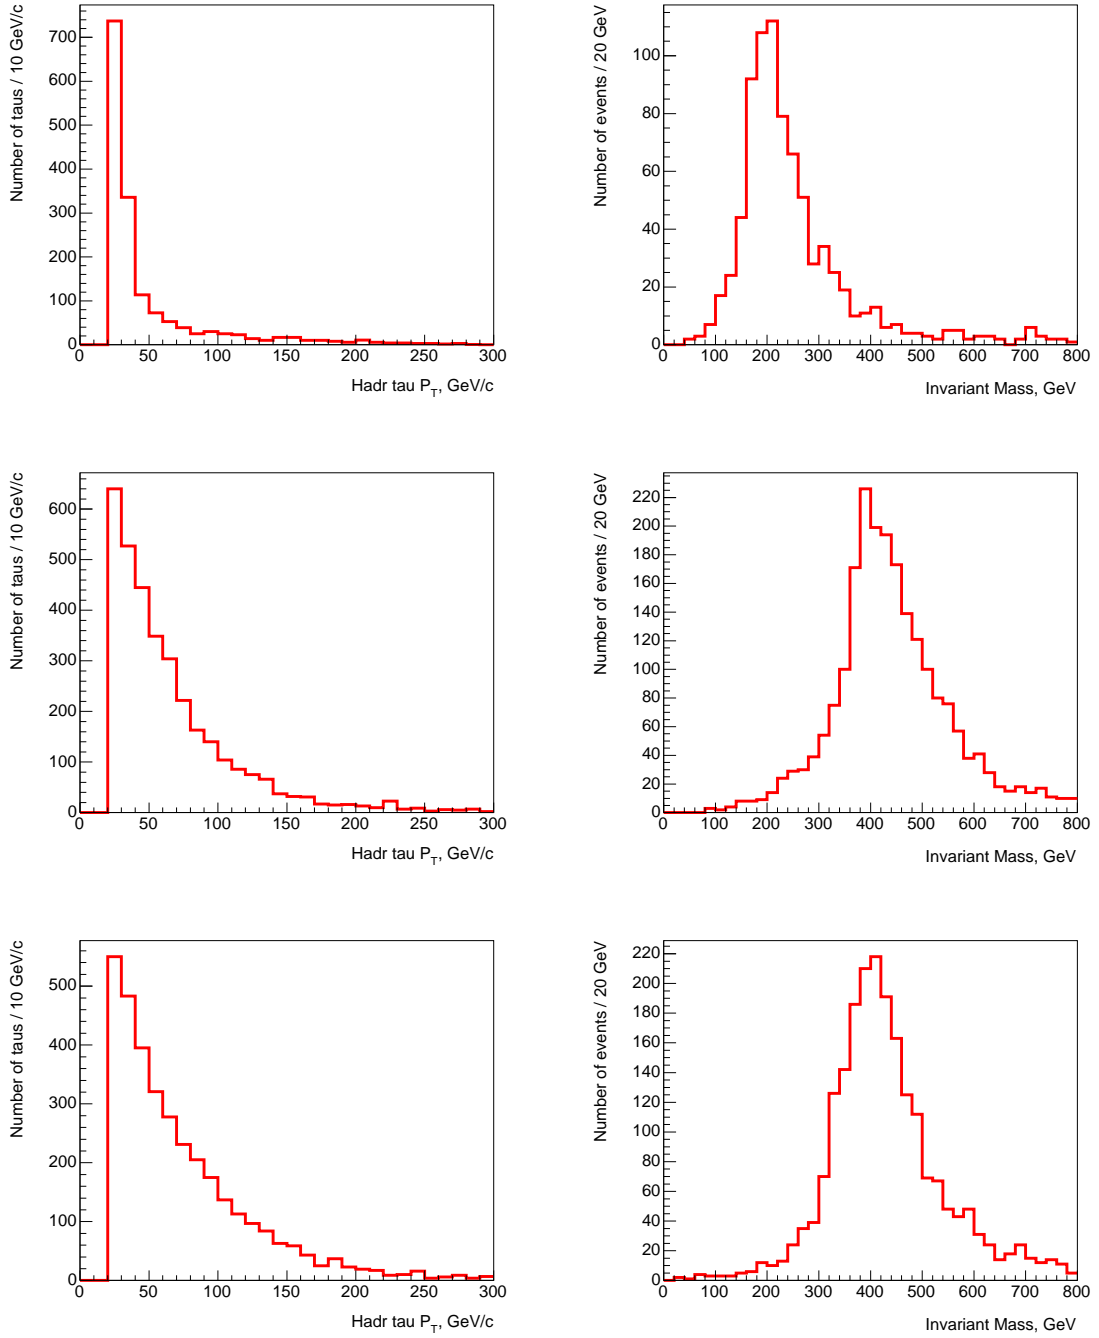 Number of taus / 10 GeV/c
700
600
500
400
300
200
100
0
0 50 100 150 200 250 300
Hadr tau P_T, GeV/c
Number of events / 20 GeV
100
80
60
40
20
0
0 100 200 300 400 500 600 700 800
Invariant Mass, GeV
Number of taus / 10 GeV/c
600
500
400
300
200
100
0
0 50 100 150 200 250 300
Hadr tau P_T, GeV/c
Number of events / 20 GeV
220
200
180
160
140
120
100
80
60
40
20
0
0 100 200 300 400 500 600 700 800
Invariant Mass, GeV
Number of taus / 10 GeV/c
500
400
300
200
100
0
0 50 100 150 200 250 300
Hadr tau P_T, GeV/c
Number of events / 20 GeV
220
200
180
160
140
120
100
80
60
40
20
0
0 100 200 300 400 500 600 700 800
Invariant Mass, GeV